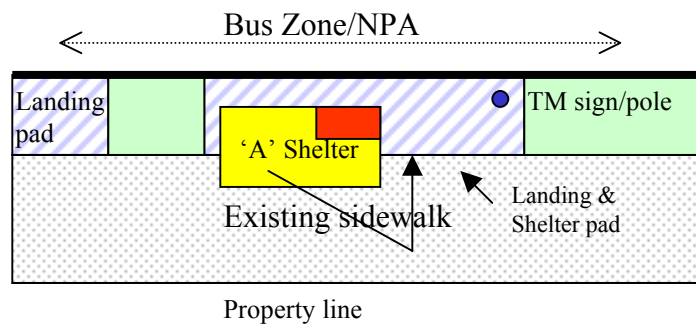 Bus Zone/NPA
Landing
pad
TM sign/pole
‘A’ Shelter
Landing &
Shelter pad
Existing sidewalk
Property line